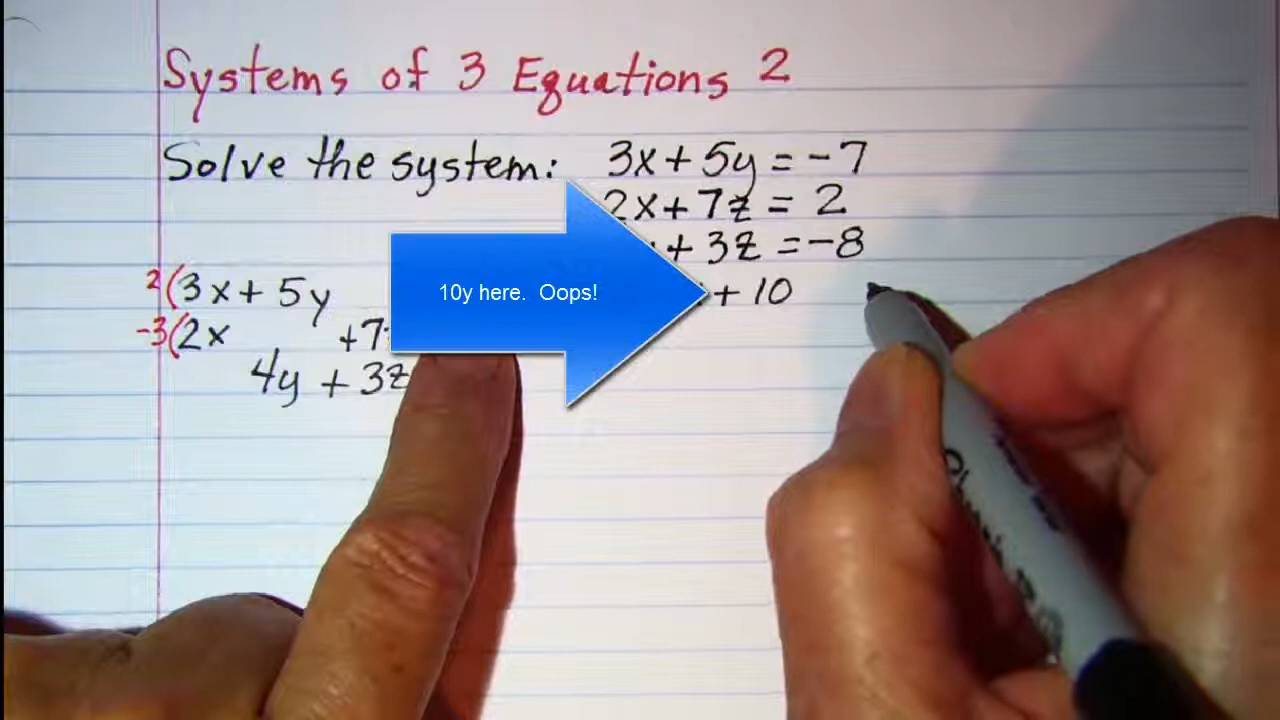 Systems of 3 Equations 2
Solve the system: 3x + 5y = -7
2x + 7z = 2
+ 3z = -8
2(3x + 5y
+ 10
10y here. Oops!
-3(2x +7
4y + 3z